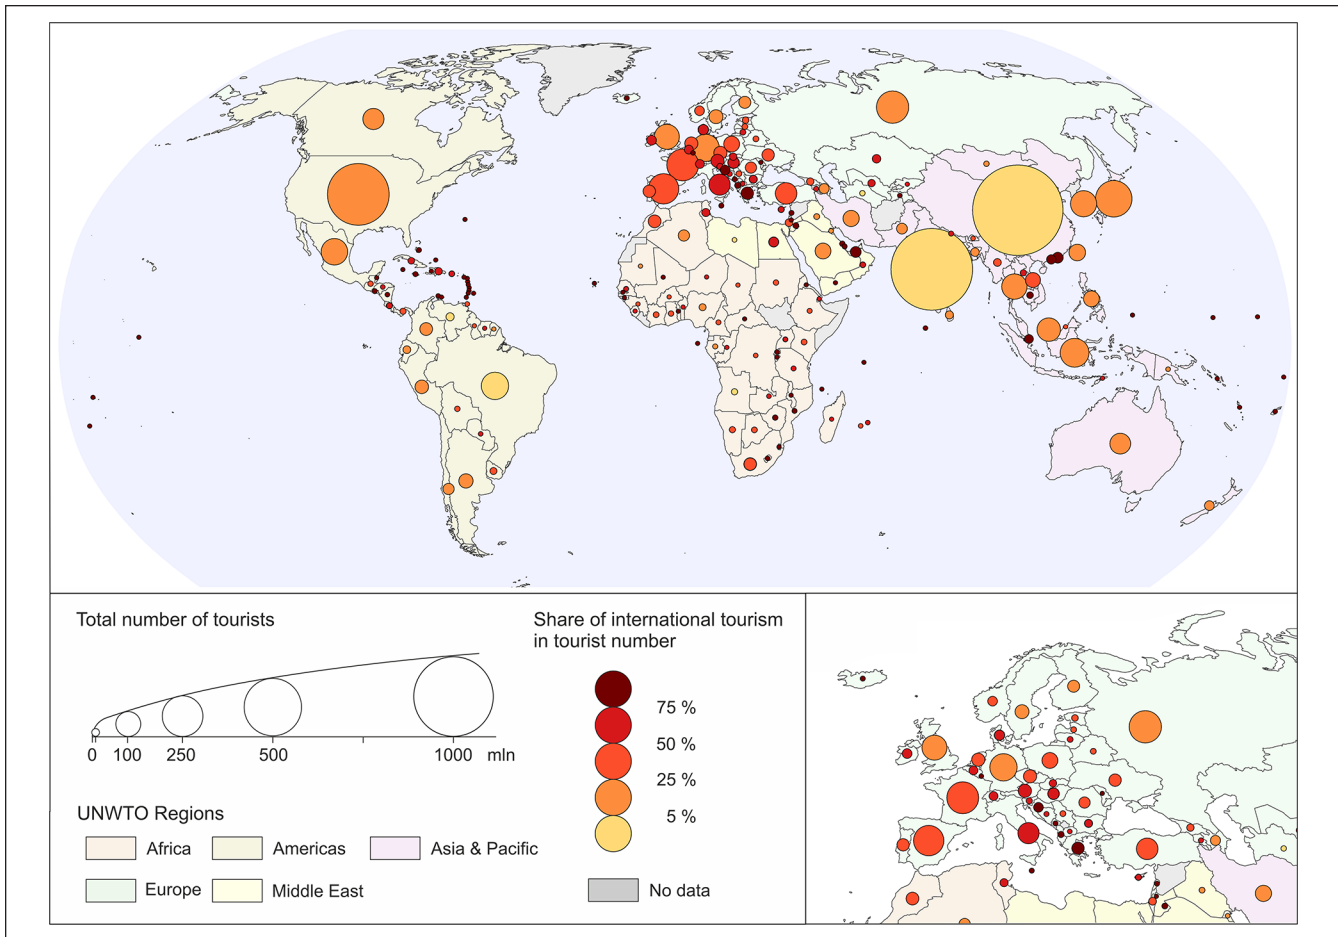 Total number of tourists
0 100 250 500 1000 mln
UNWTO Regions
Africa Americas Asia & Pacific
Europe Middle East
Share of international tourism
in tourist number
75 %
50 %
25 %
5 %
No data